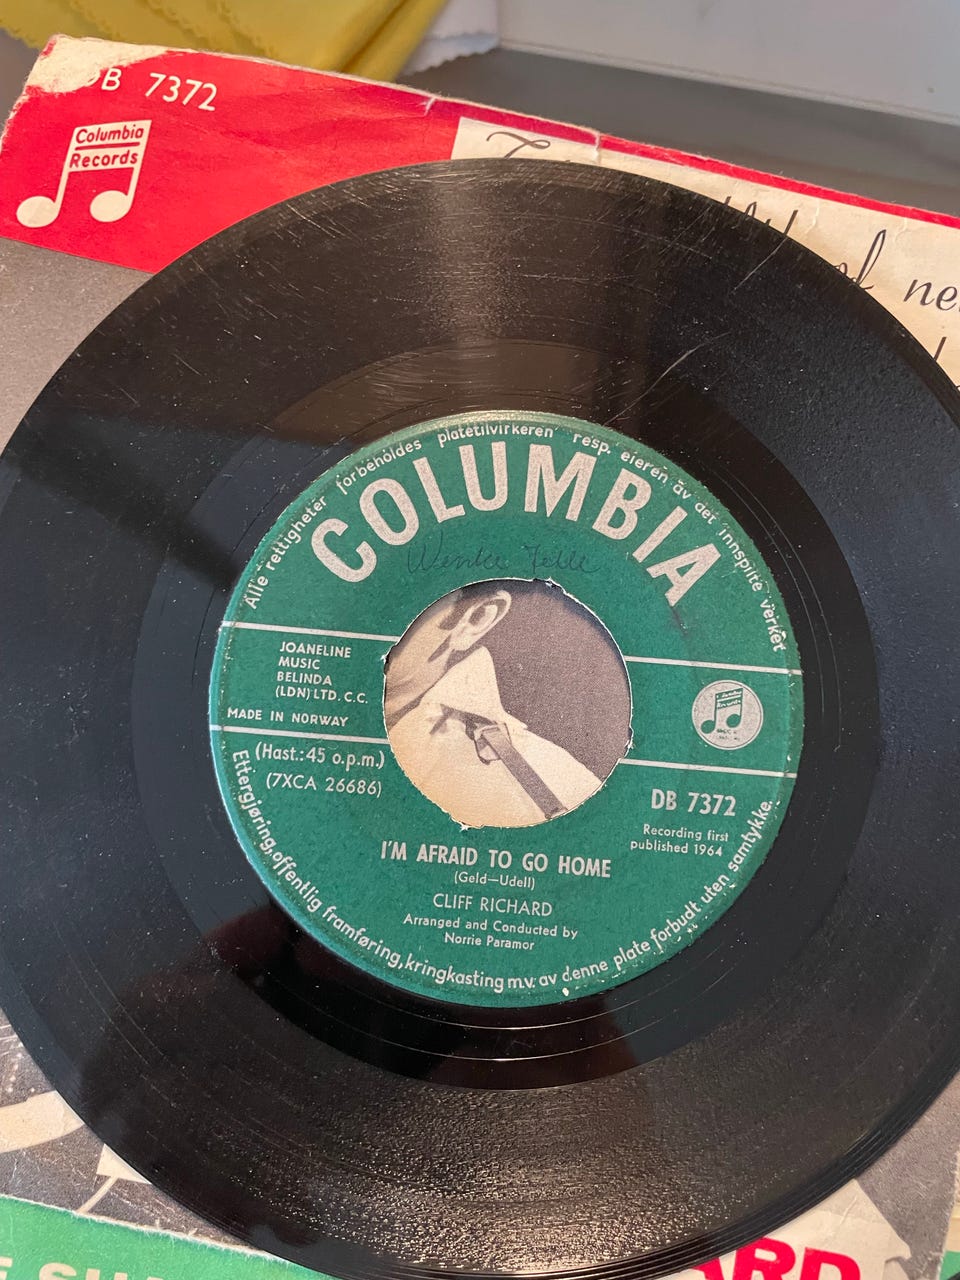 DB 7372
Columbia
Records
of
Alle rettigheter forbeholdes platetilvirkeren resp. eieren av det innspilte verket
COLUMBIA
Wenke
JOANELINE
MUSIC
BELINDA
(LDN) LTD. C.C.
MADE IN NORWAY
(Hast.: 45 o.p.m.)
(7XCA 26686)
DB 7372
Recording first
published 1964
I'M AFRAID TO GO HOME
(Geld—Udell)
CLIFF RICHARD
Arranged and Conducted by
Norrie Paramor
Ettergjøring, offentlig framføring, kringkasting m.v. av denne plate forbudt uten samtykke.